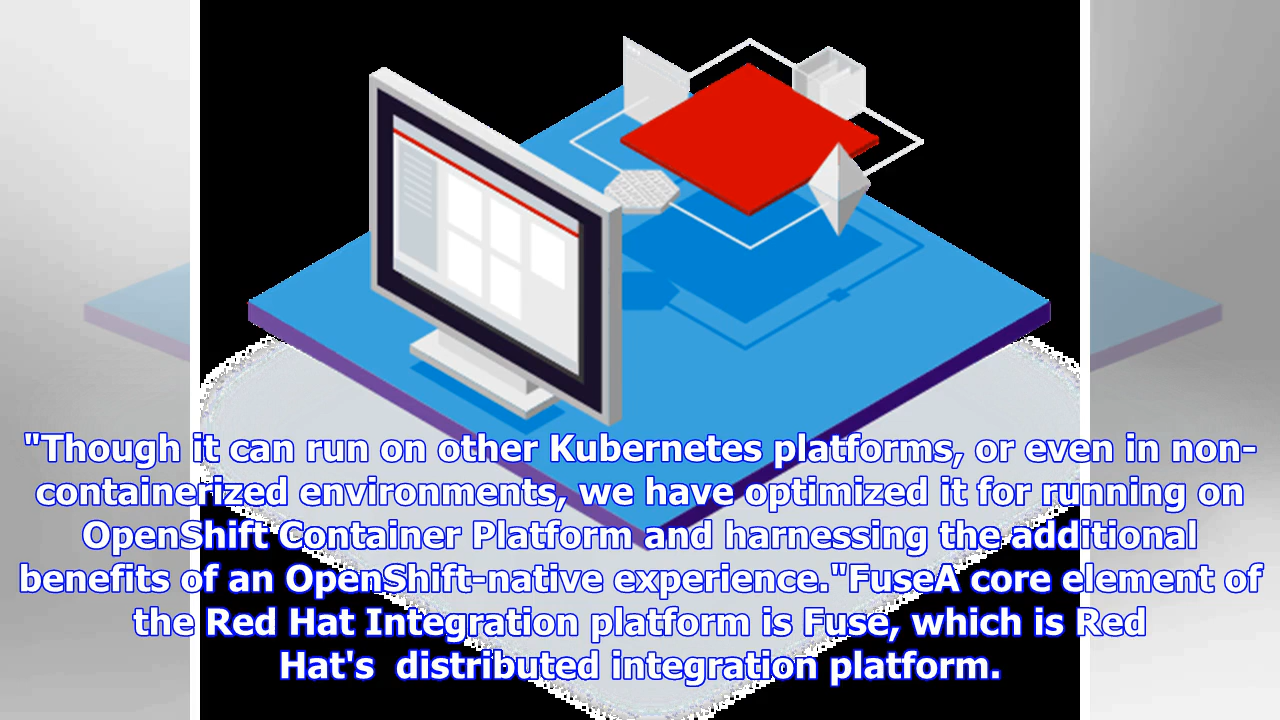 "Though it can run on other Kubernetes platforms, or even in non-
containerized environments, we have optimized it for running on
OpenShift Container Platform and harnessing the additional
benefits of an OpenShift-native experience."FuseA core element of
the Red Hat Integration platform is Fuse, which is Red
Hat's  distributed integration platform.